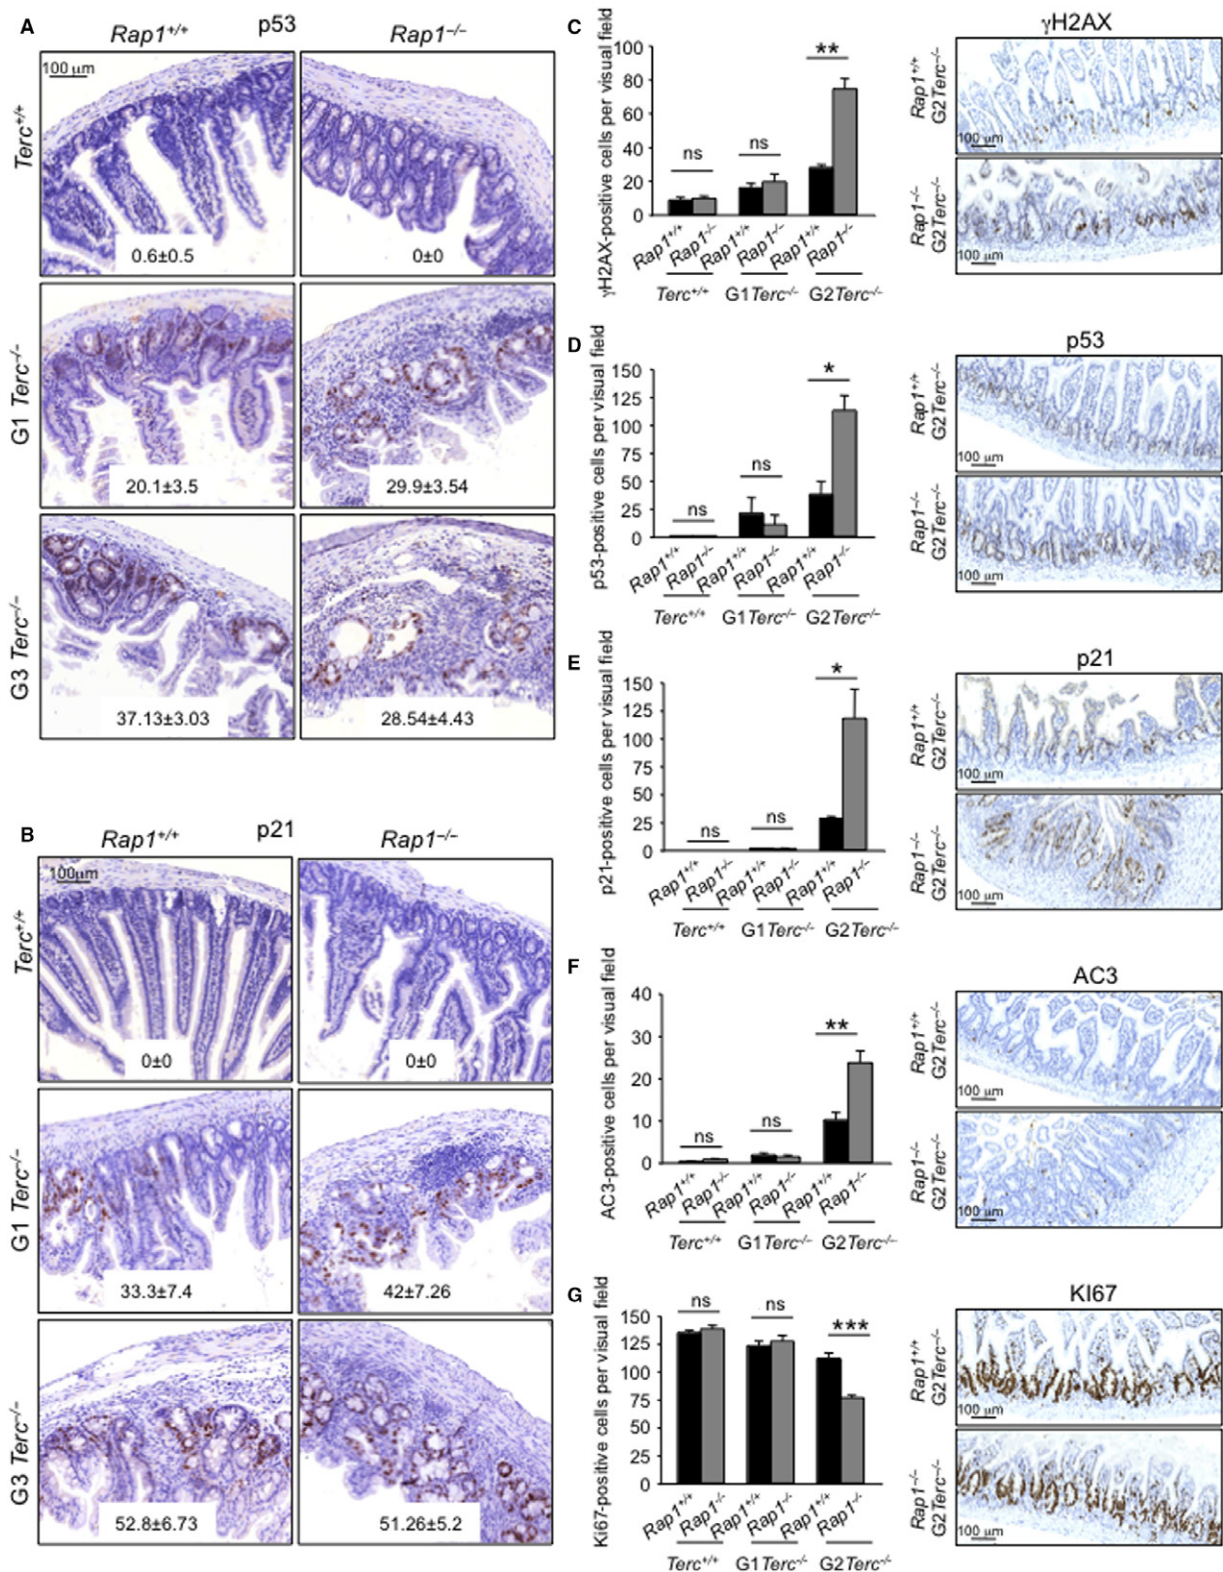 A
p53
Rap1+/+
Rap1–/–
Terc+/+
100 μm
0.6±0.5
0±0
G1 Terc–/–
20.1±3.5
29.9±3.54
G3 Terc–/–
37.13±3.03
28.54±4.43
B
p21
Rap1+/+
Rap1–/–
Terc+/+
100μm
0±0
0±0
G1 Terc–/–
33.3±7.4
42±7.26
G3 Terc–/–
52.8±6.73
51.26±5.2
C
γH2AX-positive cells per visual field
100
80
60
40
20
0
ns
ns
**
Rap1+/+ Rap1-/- Rap1+/+ Rap1-/- Rap1+/+ Rap1-/-
Terc+/+ G1Terc-/- G2Terc-/-
γH2AX
Rap1+/+
G2Terc-/-
100 μm
Rap1-/-
G2Terc-/-
100 μm
D
p53-positive cells per visual field
150
125
100
75
50
25
0
ns
ns
*
Rap1+/+ Rap1-/- Rap1+/+ Rap1-/- Rap1+/+ Rap1-/-
Terc+/+ G1Terc-/- G2Terc-/-
p53
Rap1+/+
G2Terc-/-
100 μm
Rap1-/-
G2Terc-/-
100 μm
E
p21-positive cells per visual field
150
125
100
75
50
25
0
ns
ns
*
Rap1+/+ Rap1-/- Rap1+/+ Rap1-/- Rap1+/+ Rap1-/-
Terc+/+ G1Terc-/- G2Terc-/-
p21
Rap1+/+
G2Terc-/-
100 μm
Rap1-/-
G2Terc-/-
100 μm
F
AC3-positive cells per visual field
40
30
20
10
0
ns
ns
**
Rap1+/+ Rap1-/- Rap1+/+ Rap1-/- Rap1+/+ Rap1-/-
Terc+/+ G1Terc-/- G2Terc-/-
AC3
Rap1+/+
G2Terc-/-
100 μm
Rap1-/-
G2Terc-/-
100 μm
G
Ki67-positive cells per visual field
150
125
100
75
50
25
0
ns
ns
***
Rap1+/+ Rap1-/- Rap1+/+ Rap1-/- Rap1+/+ Rap1-/-
Terc+/+ G1Terc-/- G2Terc-/-
KI67
Rap1+/+
G2Terc-/-
100 μm
Rap1-/-
G2Terc-/-
100 μm